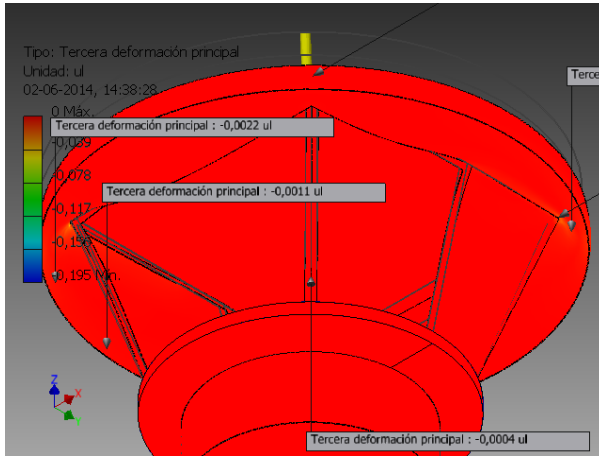 Tipo: Tercera deformación principal
Unidad: ul
02-06-2014, 14:38:28
0 Máx.
Terce
Tercera deformación principal : -0,0022 ul
-0,039
-0,078
Tercera deformación principal : -0,0011 ul
-0,117
-0,156
-0,195 Mín.
Z
X
Tercera deformación principal : -0,0004 ul